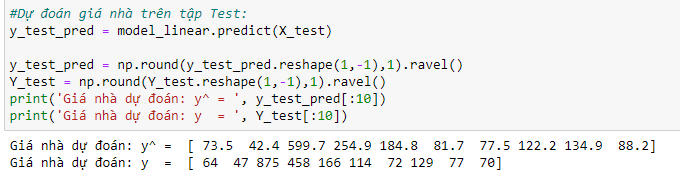 #Dự đoán giá nhà trên tập Test:
y_test_pred = model_linear.predict(X_test)
y_test_pred = np.round(y_test_pred.reshape(1,-1),1).ravel()
Y_test = np.round(Y_test.reshape(1,-1),1).ravel()
print('Giá nhà dự đoán: y^ = ', y_test_pred[:10])
print('Giá nhà dự đoán: y  = ', Y_test[:10])
Giá nhà dự đoán: y^ =  [ 73.5  42.4 599.7 254.9 184.8  81.7  77.5 122.2 134.9  88.2]
Giá nhà dự đoán: y  =  [ 64  47 875 458 166 114  72 129  77  70]